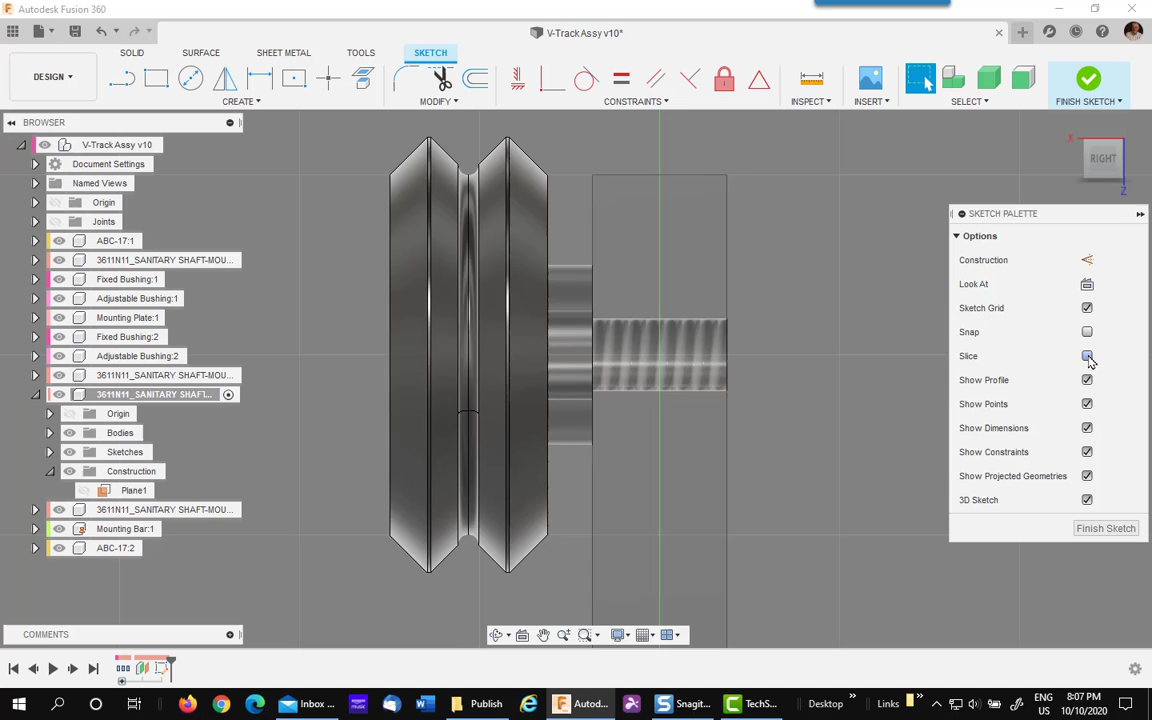 Autodesk Fusion 360
V-Track Assy v10*
SOLID
SURFACE
SHEET METAL
TOOLS
SKETCH
DESIGN
CREATE
MODIFY
CONSTRAINTS
INSPECT
INSERT
SELECT
FINISH SKETCH
BROWSER
V-Track Assy v10
Document Settings
Named Views
Origin
Joints
ABC-17:1
3611N11_SANITARY SHAFT-MOU...
Fixed Bushing:1
Adjustable Bushing:1
Mounting Plate:1
Fixed Bushing:2
Adjustable Bushing:2
3611N11_SANITARY SHAFT-MOU...
3611N11_SANITARY SHAFT...
Origin
Bodies
Sketches
Construction
Plane1
3611N11_SANITARY SHAFT-MOU...
Mounting Bar:1
ABC-17:2
COMMENTS
X
RIGHT
Z
SKETCH PALETTE
Options
Construction
Look At
Sketch Grid
Snap
Slice
Show Profile
Show Points
Show Dimensions
Show Constraints
Show Projected Geometries
3D Sketch
Finish Sketch
Inbox ...
Publish
Autod...
Snagit...
TechS...
Desktop
Links
ENG
US
8:07 PM
10/10/2020